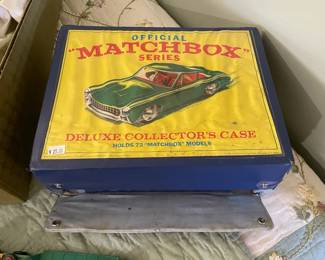 OFFICIAL
"MATCHBOX"
SERIES
DELUXE COLLECTOR'S CASE
HOLDS 72 "MATCHBOX" MODELS